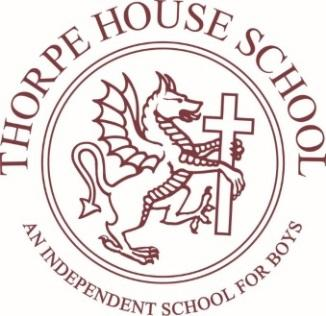 THORPE HOUSE SCHOOL
AN INDEPENDENT SCHOOL FOR BOYS